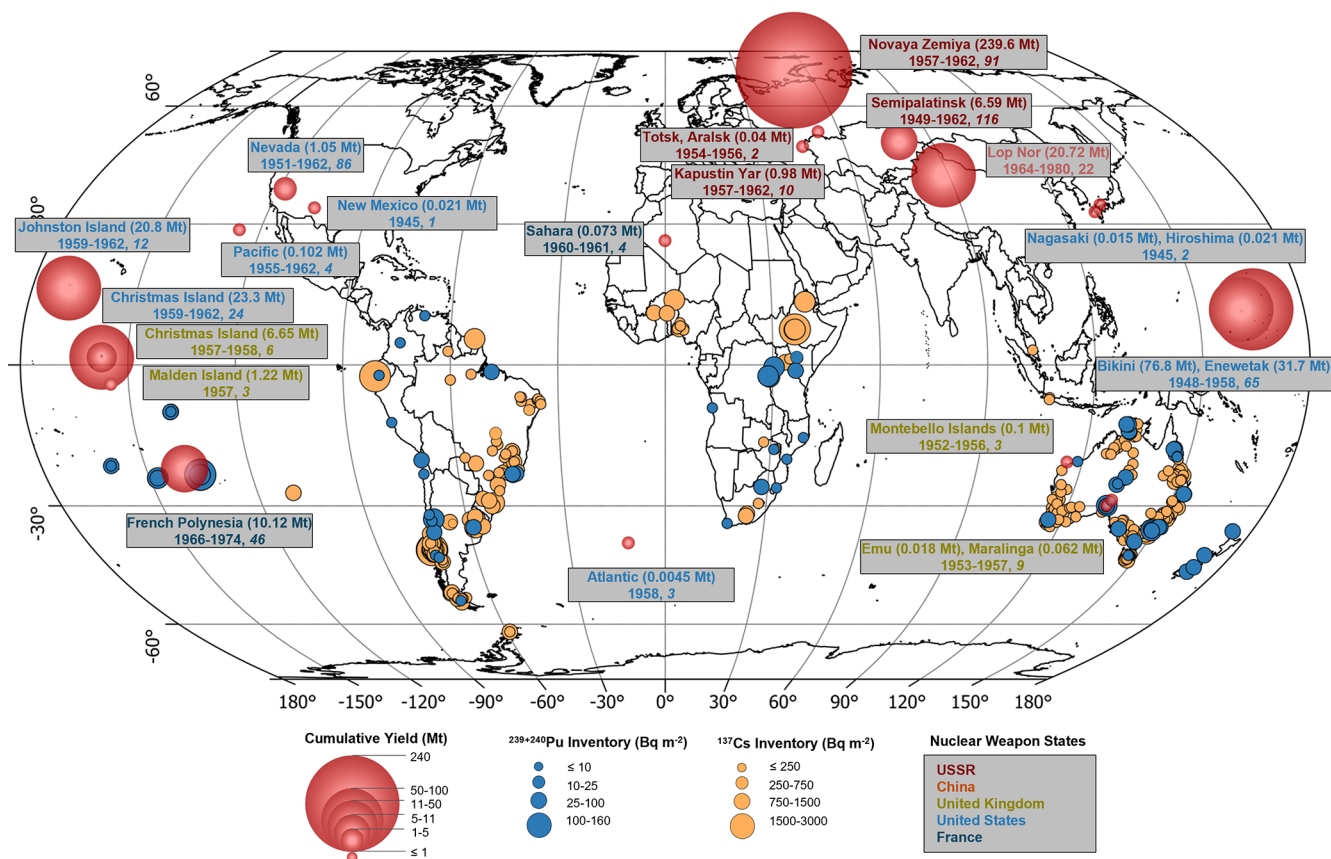 Novaya Zemiya (239.6 Mt)
1957-1962, 91
Semipalatinsk (6.59 Mt)
1949-1962, 116
60°
Totsk, Aralsk (0.04 Mt)
1954-1956, 2
Nevada (1.05 Mt)
1951-1962, 86
Lop Nor (20.72 Mt)
1964-1980, 22
Kapustin Yar (0.98 Mt)
1957-1962, 10
New Mexico (0.021 Mt)
1945, 1
30°
Johnston Island (20.8 Mt)
1959-1962, 12
Sahara (0.073 Mt)
1960-1961, 4
Nagasaki (0.015 Mt), Hiroshima (0.021 Mt)
1945, 2
Pacific (0.102 Mt)
1955-1962, 4
Christmas Island (23.3 Mt)
1959-1962, 24
Christmas Island (6.65 Mt)
1957-1958, 6
Bikini (76.8 Mt), Enewetak (31.7 Mt)
1948-1958, 65
Malden Island (1.22 Mt)
1957, 3
Montebello Islands (0.1 Mt)
1952-1956, 3
-30°
French Polynesia (10.12 Mt)
1966-1974, 46
Emu (0.018 Mt), Maralinga (0.062 Mt)
1953-1957, 9
Atlantic (0.0045 Mt)
1958, 3
-60°
180° -150° -120° -90° -60° -30° 0° 30° 60° 90° 120° 150° 180°
Cumulative Yield (Mt)
240
50-100
11-50
5-11
1-5
≤ 1
239+240Pu Inventory (Bq m-2)
≤ 10
10-25
25-100
100-160
137Cs Inventory (Bq m-2)
≤ 250
250-750
750-1500
1500-3000
Nuclear Weapon States
USSR
China
United Kingdom
United States
France